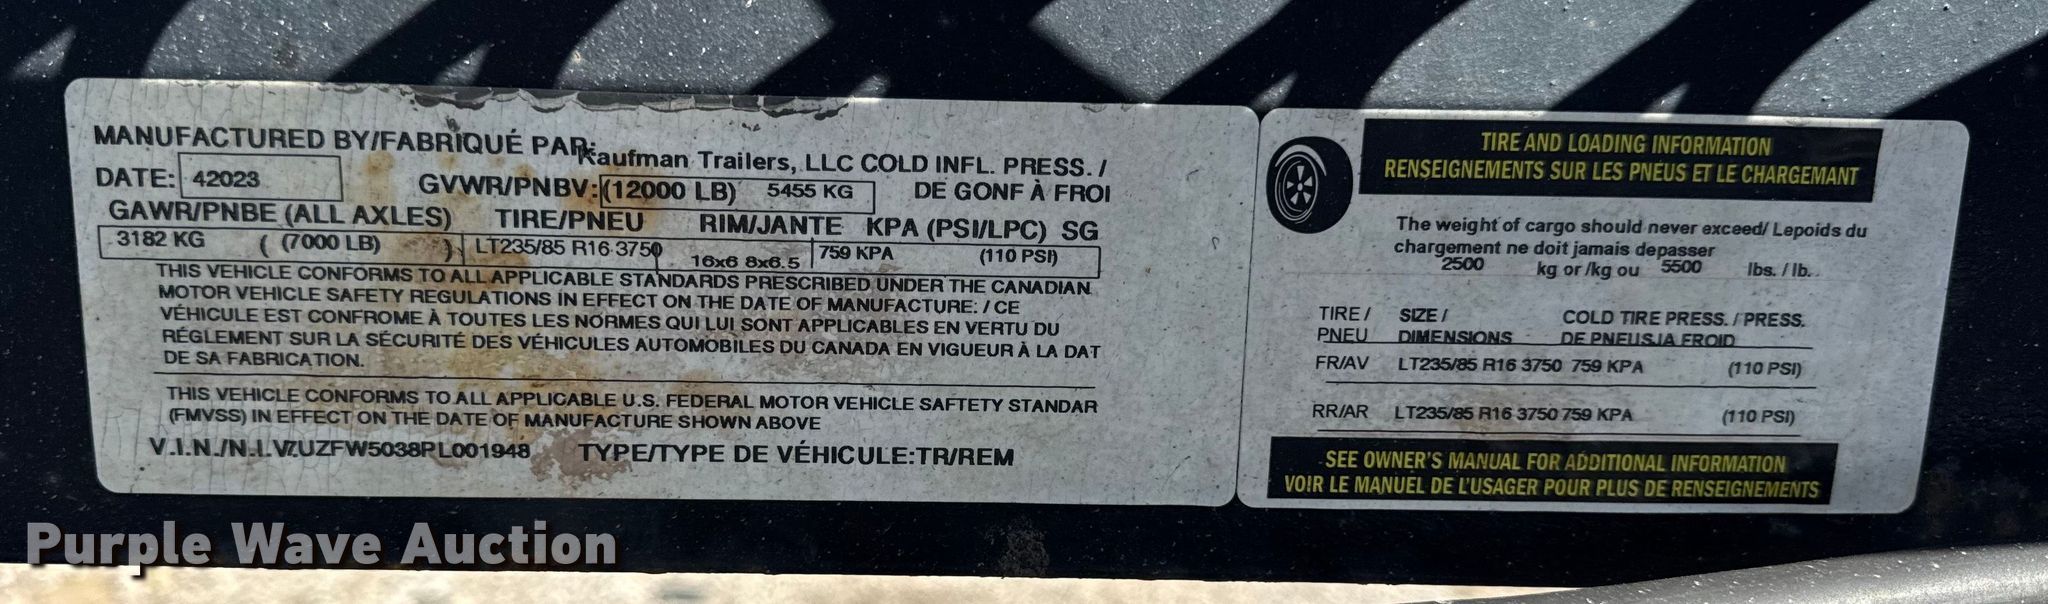 MANUFACTURED BY/FABRIQUÉ PAR: Kaufman Trailers, LLC COLD INFL. PRESS. /
DATE: 42023 GVWR/PNBV: (12000 LB) 5455 KG DE GONF À FROI
GAWR/PNBE (ALL AXLES) TIRE/PNEU RIM/JANTE KPA (PSI/LPC) SG
3182 KG ( (7000 LB) ) LT235/85 R16 3750 16x6 8x6.5 759 KPA (110 PSI)
THIS VEHICLE CONFORMS TO ALL APPLICABLE STANDARDS PRESCRIBED UNDER THE CANADIAN
MOTOR VEHICLE SAFETY REGULATIONS IN EFFECT ON THE DATE OF MANUFACTURE: / CE
VÉHICULE EST CONFROME À TOUTES LES NORMES QUI LUI SONT APPLICABLES EN VERTU DU
RÉGLEMENT SUR LA SÉCURITÉ DES VÉHICULES AUTOMOBILES DU CANADA EN VIGUEUR À LA DAT
DE SA FABRICATION.
THIS VEHICLE CONFORMS TO ALL APPLICABLE U.S. FEDERAL MOTOR VEHICLE SAFTETY STANDAR
(FMVSS) IN EFFECT ON THE DATE OF MANUFACTURE SHOWN ABOVE
V.I.N./N.I.V 7UZFW5038PL001948 TYPE/TYPE DE VÉHICULE:TR/REM
TIRE AND LOADING INFORMATION
RENSEIGNEMENTS SUR LES PNEUS ET LE CHARGEMANT
The weight of cargo should never exceed/ Lepoids du
chargement ne doit jamais depasser
2500 kg or /kg ou 5500 lbs. / lb.
TIRE / SIZE / COLD TIRE PRESS. / PRESS.
PNEU DIMENSIONS DE PNEUSJA FROID
FR/AV LT235/85 R16 3750 759 KPA (110 PSI)
RR/AR LT235/85 R16 3750 759 KPA (110 PSI)
SEE OWNER'S MANUAL FOR ADDITIONAL INFORMATION
VOIR LE MANUEL DE L'USAGER POUR PLUS DE RENSEIGNEMENTS
Purple Wave Auction